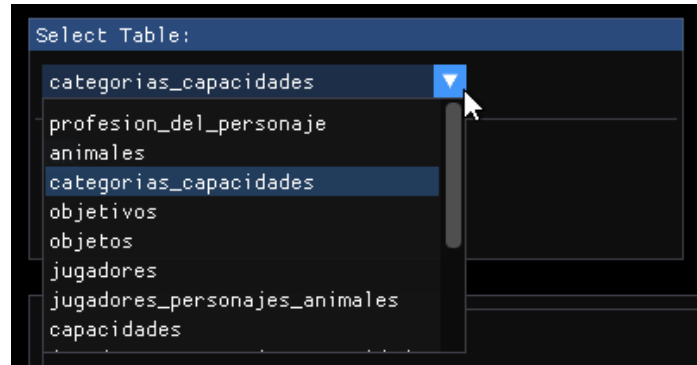 Select Table:
categorias_capacidades
profesion_del_personaje
animales
categorias_capacidades
objetivos
objetos
jugadores
jugadores_personajes_animales
capacidades